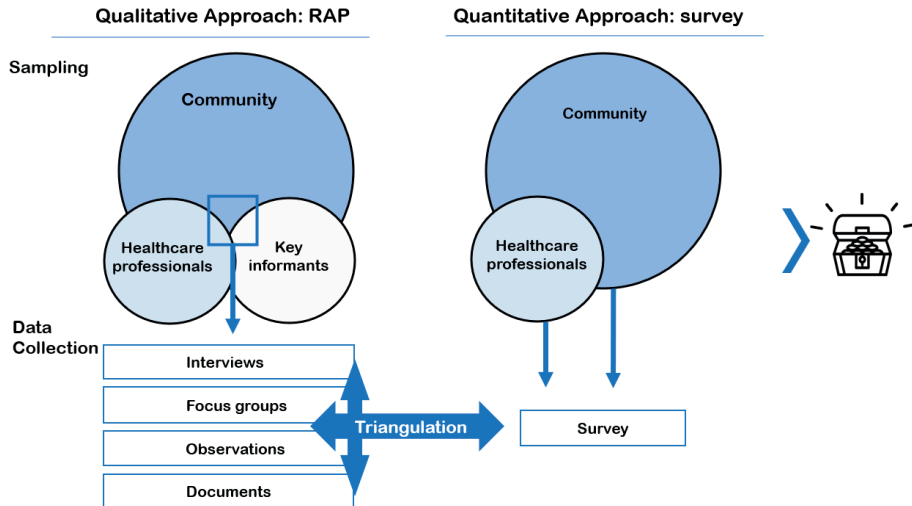 Qualitative Approach: RAP
Quantitative Approach: survey
Sampling
Community
Community
Healthcare
professionals
Key
informants
Healthcare
professionals
Data
Collection
Interviews
Focus groups
Triangulation
Survey
Observations
Documents